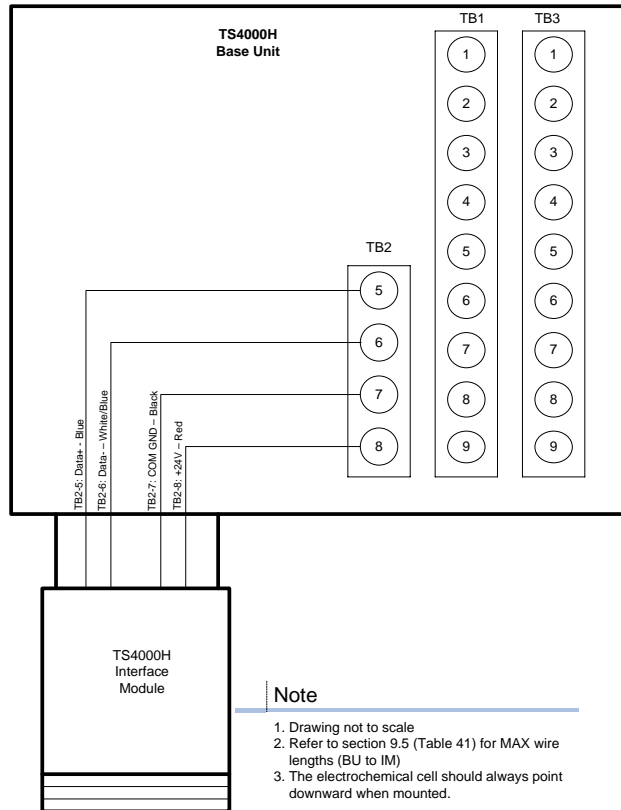 TS4000H
Base Unit
TB1
TB3
1
2
3
4
5
6
7
8
9
1
2
3
4
5
6
7
8
9
TB2
5
6
7
8
TB2-5: Data+ - Blue
TB2-6: Data- – White/Blue
TB2-7: COM GND – Black
TB2-8: +24V – Red
TS4000H
Interface
Module
Note
1. Drawing not to scale
2. Refer to section 9.5 (Table 41) for MAX wire
lengths (BU to IM)
3. The electrochemical cell should always point
downward when mounted.